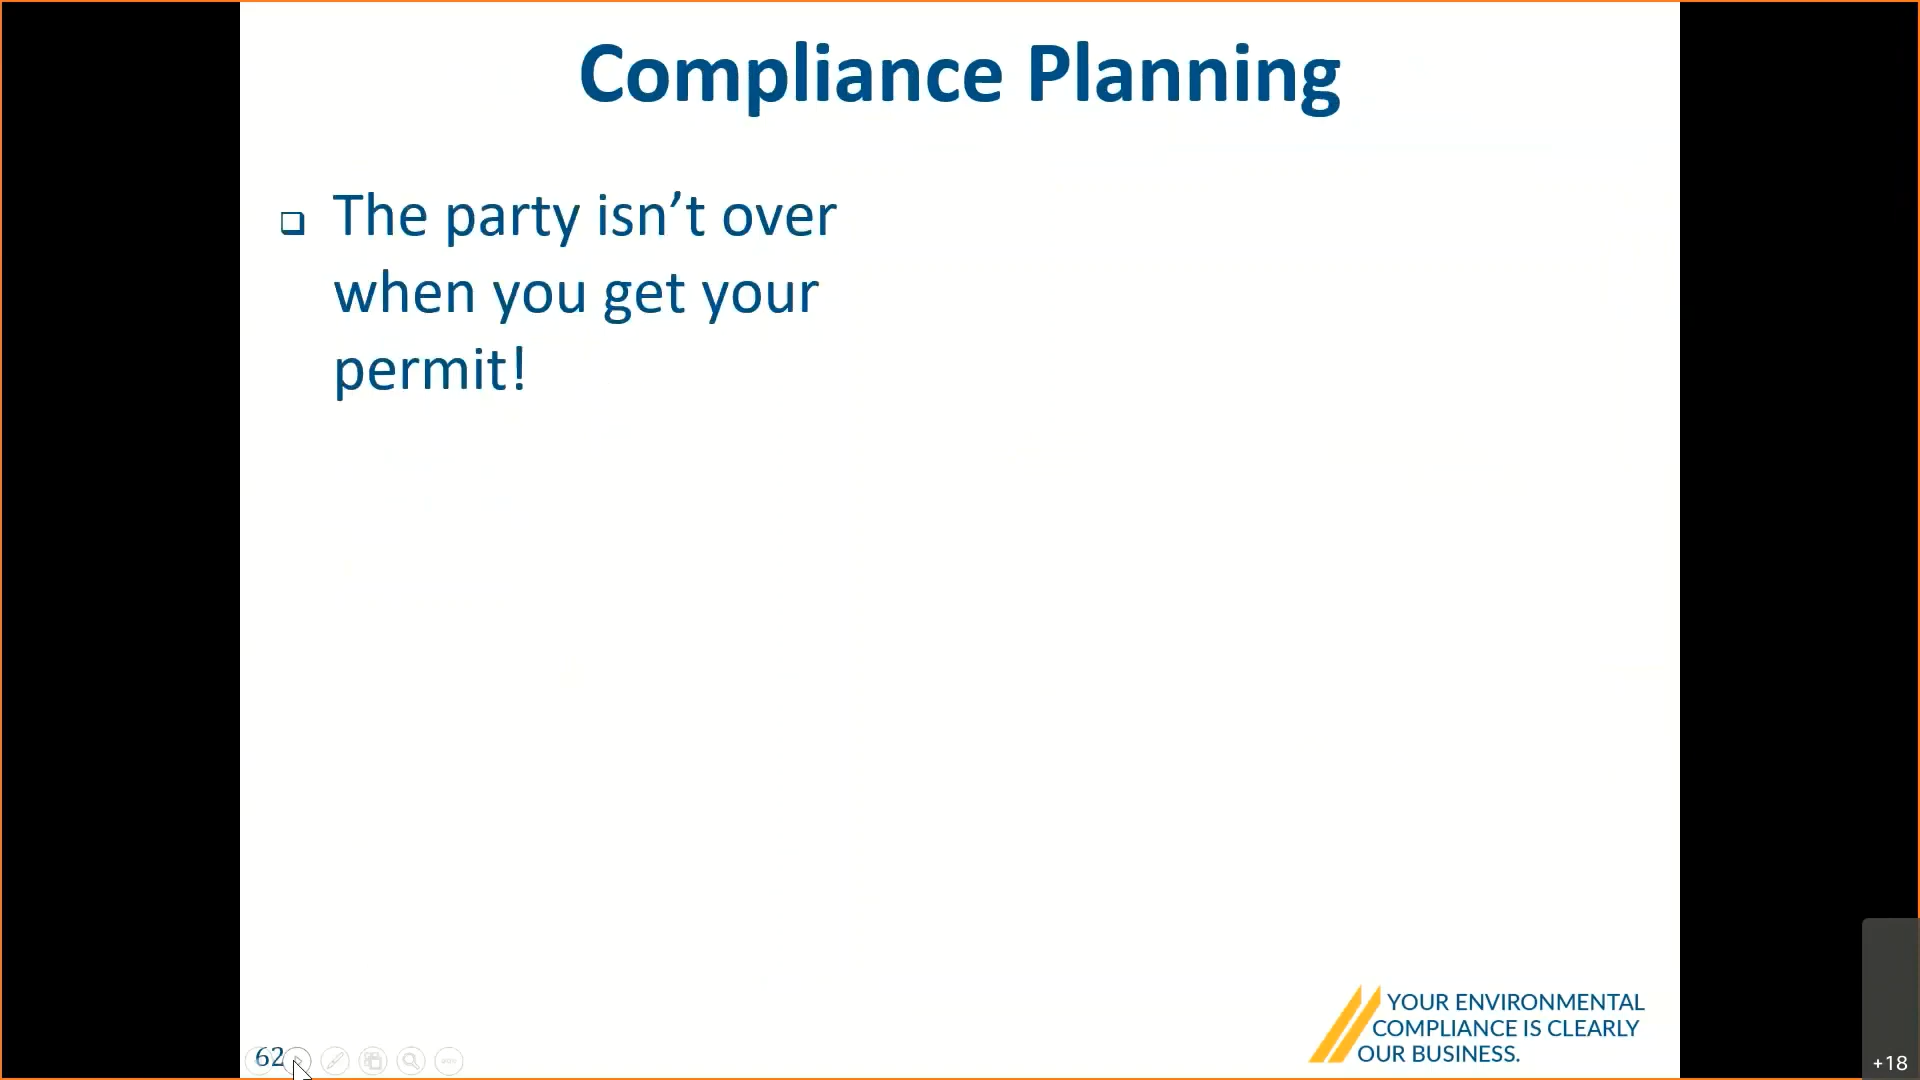 Compliance Planning
❑ The party isn’t over
when you get your
permit!
YOUR ENVIRONMENTAL
COMPLIANCE IS CLEARLY
OUR BUSINESS.
62
+18